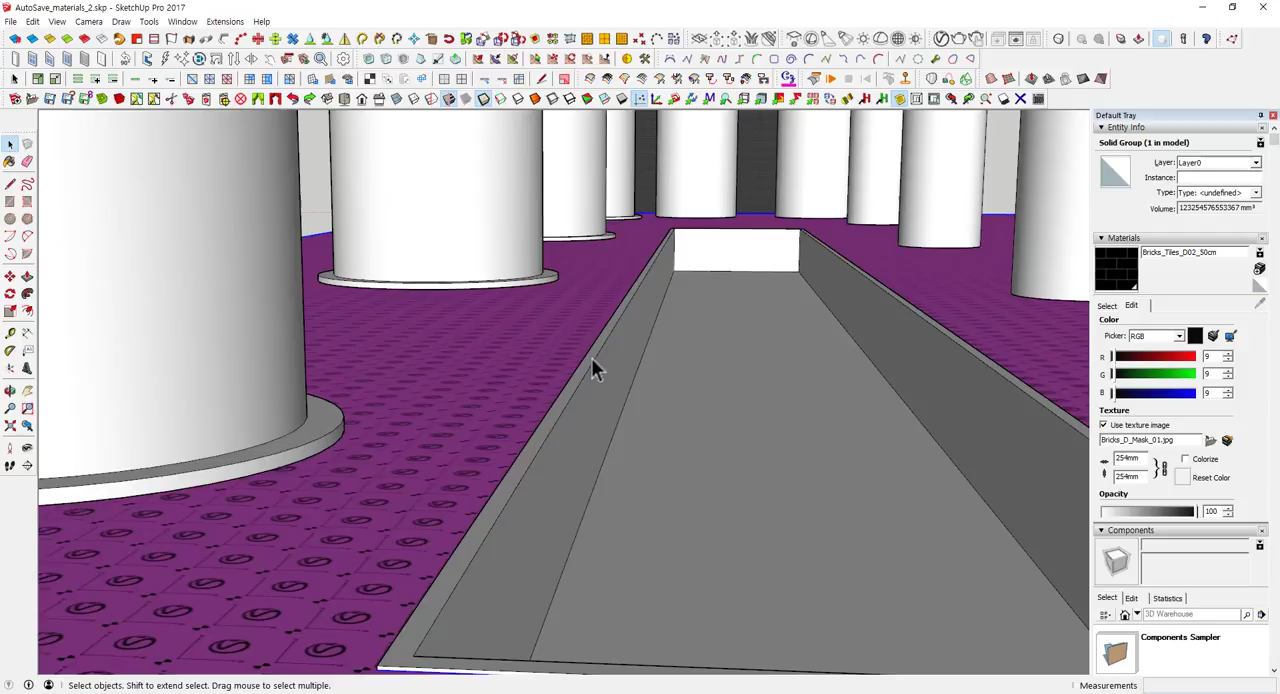 AutoSave_materials_2.skp - SketchUp Pro 2017
File Edit View Camera Draw Tools Window Extensions Help
Default Tray
Entity Info
Solid Group (1 in model)
Layer: Layer0
Instance:
Type: Type: <undefined>
Volume: 123254576553367 mm³
Materials
Bricks_Tiles_D02_50cm
Select Edit
Color
Picker: RGB
R 9
G 9
B 9
Texture
Use texture image
Bricks_D_Mask_01.jpg
254mm Colorize
254mm Reset Color
Opacity
100
Components
Select Edit Statistics
3D Warehouse
Components Sampler
Select objects. Shift to extend select. Drag mouse to select multiple.
Measurements